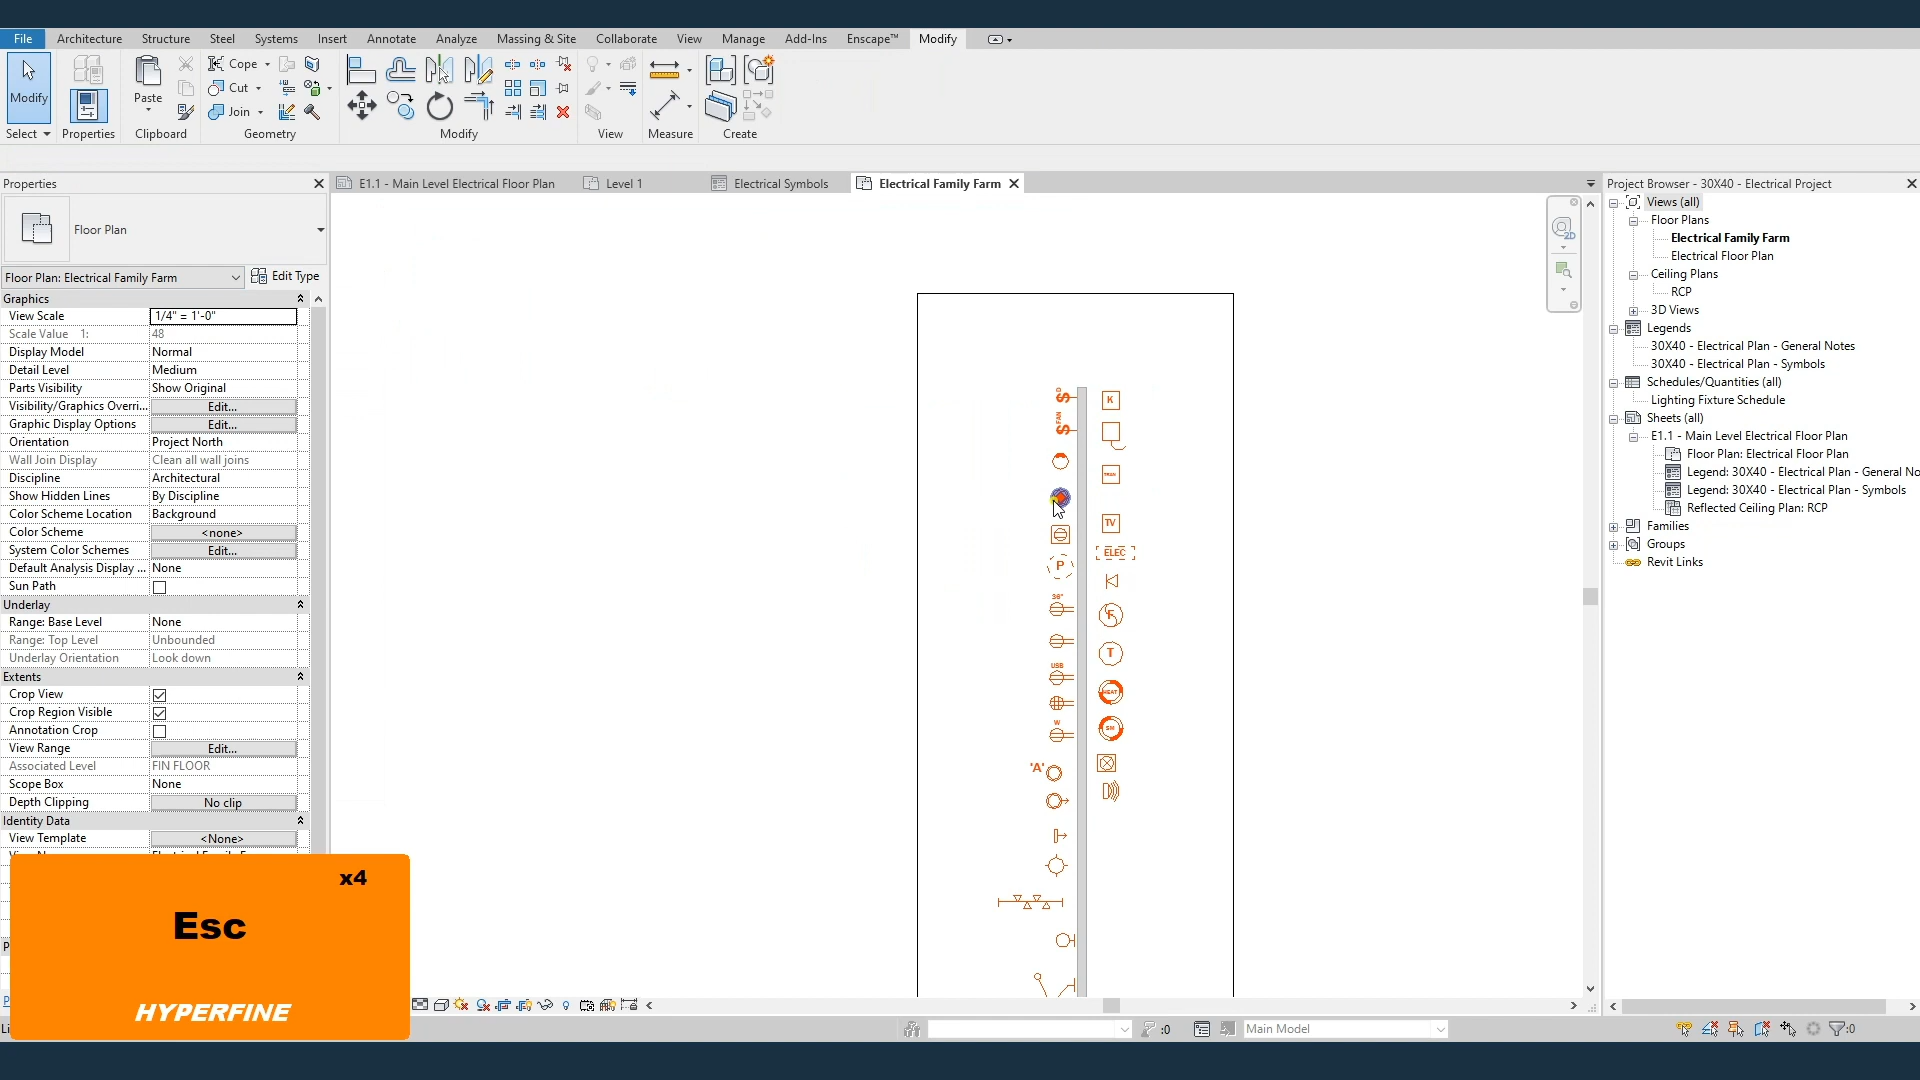 File Architecture Structure Steel Systems Insert Annotate Analyze Massing & Site Collaborate View Manage Add-Ins Enscape™ Modify
Modify Paste Cope Cut Join
Select Properties Clipboard Geometry Modify View Measure Create
Properties
E1.1 - Main Level Electrical Floor Plan
Level 1
Electrical Symbols
Electrical Family Farm
Project Browser - 30X40 - Electrical Project
Floor Plan
Floor Plan: Electrical Family Farm
Edit Type
Graphics
View Scale 1/4" = 1'-0"
Scale Value 1: 48
Display Model Normal
Detail Level Medium
Parts Visibility Show Original
Visibility/Graphics Overri... Edit...
Graphic Display Options Edit...
Orientation Project North
Wall Join Display Clean all wall joins
Discipline Architectural
Show Hidden Lines By Discipline
Color Scheme Location Background
Color Scheme <none>
System Color Schemes Edit...
Default Analysis Display ... None
Sun Path
Underlay
Range: Base Level None
Range: Top Level Unbounded
Underlay Orientation Look down
Extents
Crop View
Crop Region Visible
Annotation Crop
View Range Edit...
Associated Level FIN FLOOR
Scope Box None
Depth Clipping No clip
Identity Data
View Template <None>
x4
Esc
HYPERFINE
2D
$ D
$ FAN
P
36"
USB
W
'A'
K
TRAN
TV
ELEC
F
T
HEAT
SM
Views (all)
Floor Plans
Electrical Family Farm
Electrical Floor Plan
Ceiling Plans
RCP
3D Views
Legends
30X40 - Electrical Plan - General Notes
30X40 - Electrical Plan - Symbols
Schedules/Quantities (all)
Lighting Fixture Schedule
Sheets (all)
E1.1 - Main Level Electrical Floor Plan
Floor Plan: Electrical Floor Plan
Legend: 30X40 - Electrical Plan - General No
Legend: 30X40 - Electrical Plan - Symbols
Reflected Ceiling Plan: RCP
Families
Groups
Revit Links
:0
Main Model
:0